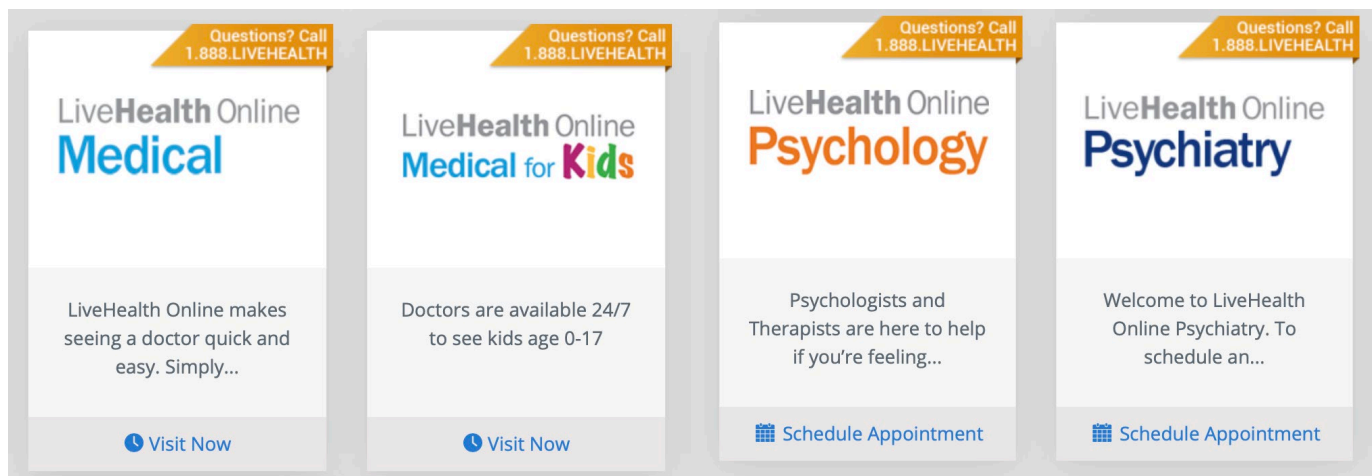 Questions? Call
1.888.LIVEHEALTH
LiveHealth Online
Medical
LiveHealth Online makes
seeing a doctor quick and
easy. Simply...
Visit Now
Questions? Call
1.888.LIVEHEALTH
LiveHealth Online
Medical for Kids
Doctors are available 24/7
to see kids age 0-17
Visit Now
Questions? Call
1.888.LIVEHEALTH
LiveHealth Online
Psychology
Psychologists and
Therapists are here to help
if you’re feeling...
Schedule Appointment
Questions? Call
1.888.LIVEHEALTH
LiveHealth Online
Psychiatry
Welcome to LiveHealth
Online Psychiatry. To
schedule an...
Schedule Appointment